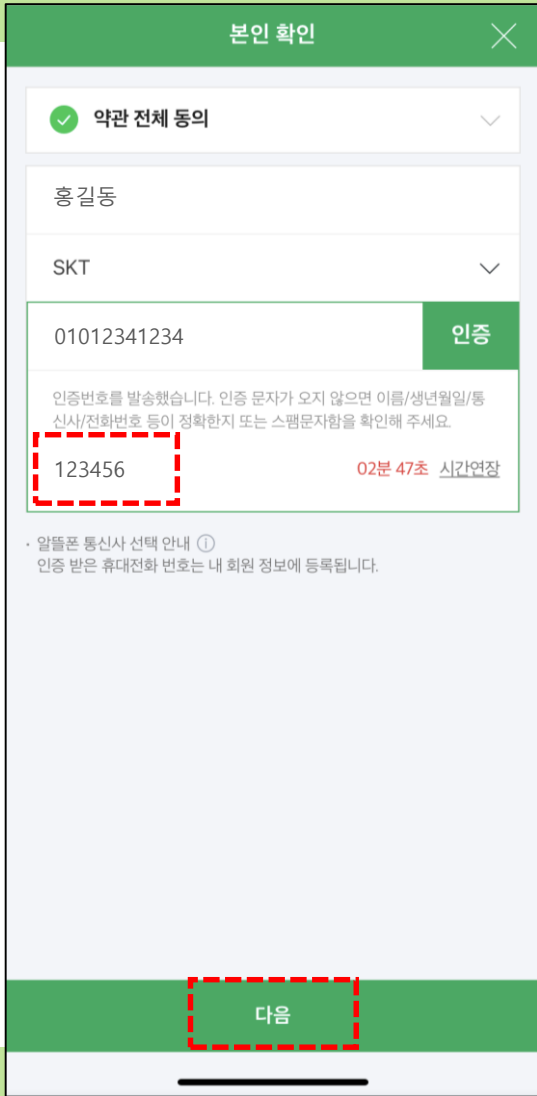 본인 확인
약관 전체 동의
홍길동
SKT
01012341234
인증
인증번호를 발송했습니다. 인증 문자가 오지 않으면 이름/생년월일/통
신사/전화번호 등이 정확한지 또는 스팸문자함을 확인해 주세요.
123456 02분 47초 시간연장
· 알뜰폰 통신사 선택 안내 ⓘ
인증 받은 휴대전화 번호는 내 회원 정보에 등록됩니다.
다음